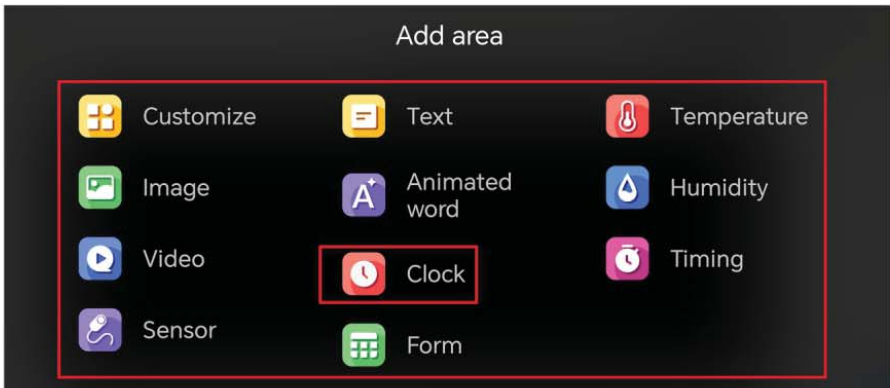 Add area
Customize
Text
Temperature
Image
Animated
word
Humidity
Video
Clock
Timing
Sensor
Form